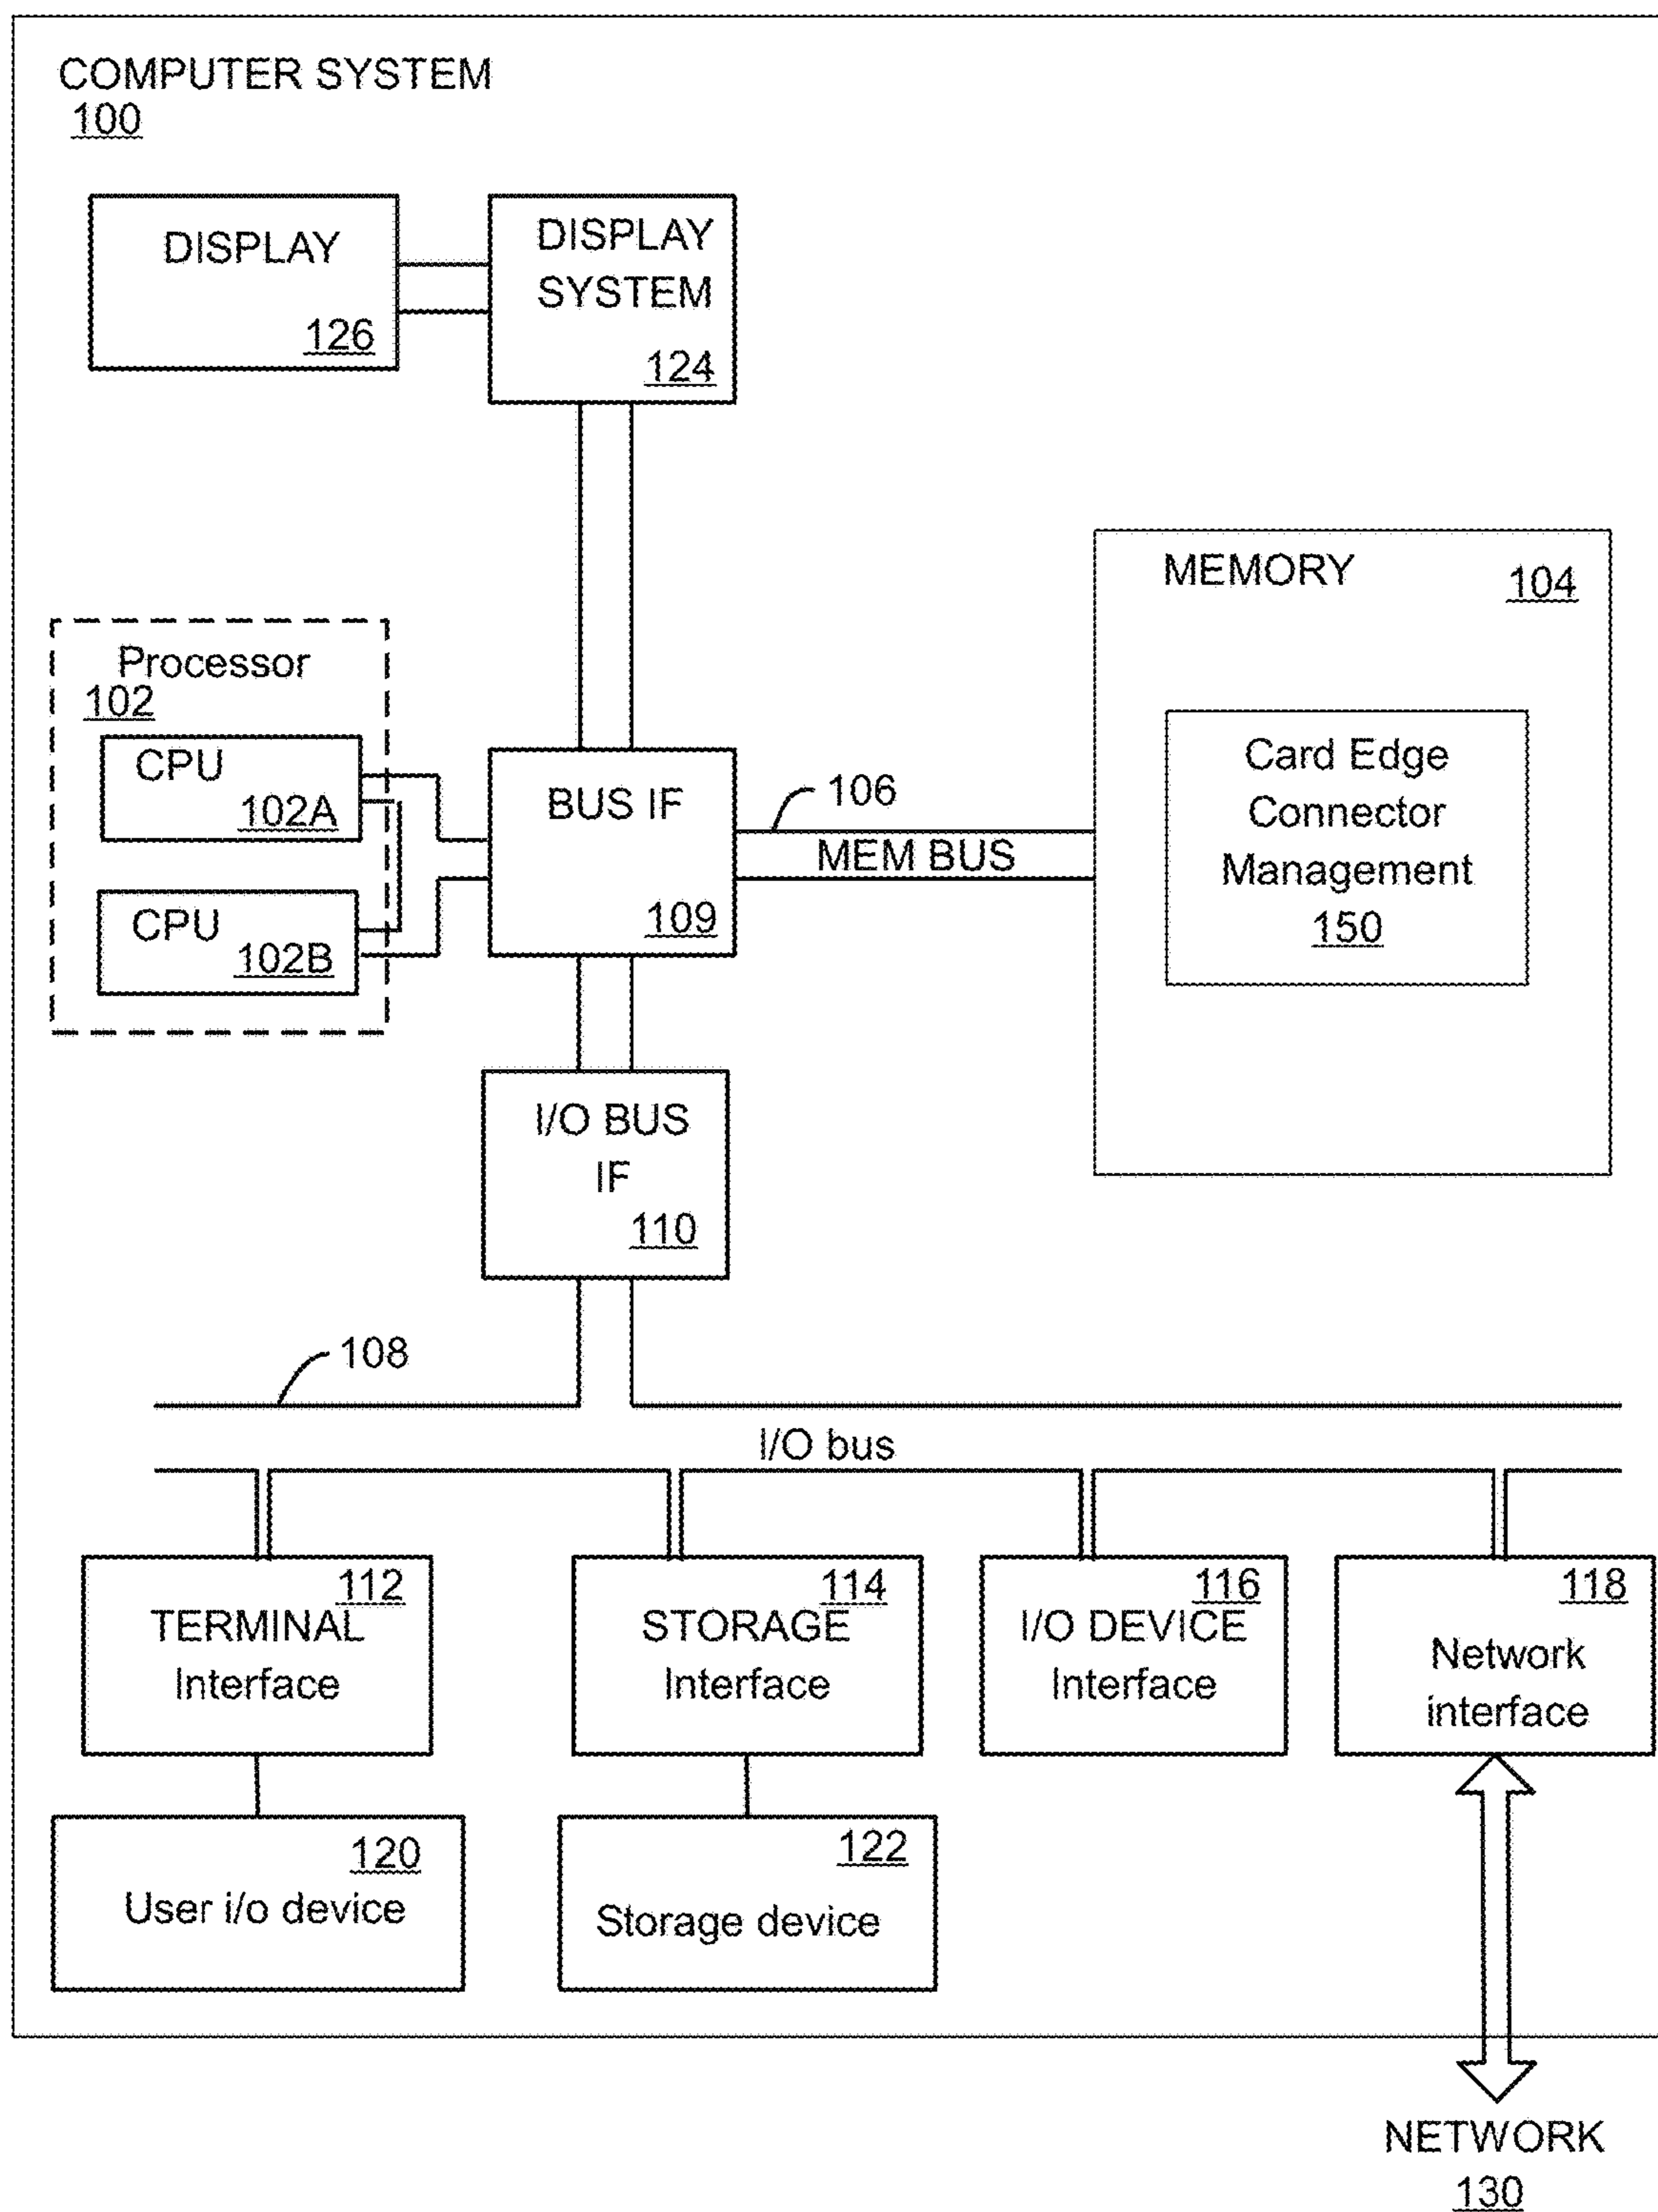 COMPUTER SYSTEM
100
DISPLAY
126
DISPLAY
SYSTEM
124
MEMORY
104
Processor
102
CPU
102A
CPU
102B
BUS IF
109
106
MEM BUS
Card Edge
Connector
Management
150
I/O BUS
IF
110
108
I/O bus
112
TERMINAL
Interface
114
STORAGE
Interface
116
I/O DEVICE
Interface
118
Network
interface
120
User i/o device
122
Storage device
NETWORK
130